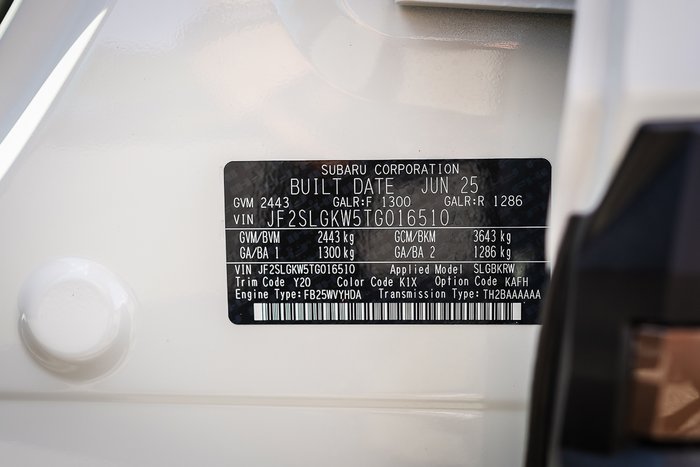 SUBARU CORPORATION
BUILT DATE JUN 25
GVM 2443 GALR:F 1300 GALR:R 1286
VIN JF2SLGKW5TG016510
GVM/BVM 2443 kg GCM/BKM 3643 kg
GA/BA 1 1300 kg GA/BA 2 1286 kg
VIN JF2SLGKW5TG016510 Applied Model SLGBKRW
Trim Code Y20 Color Code K1X Option Code KAFH
Engine Type:FB25WVYHDA Transmission Type:TH2BAAAAAA